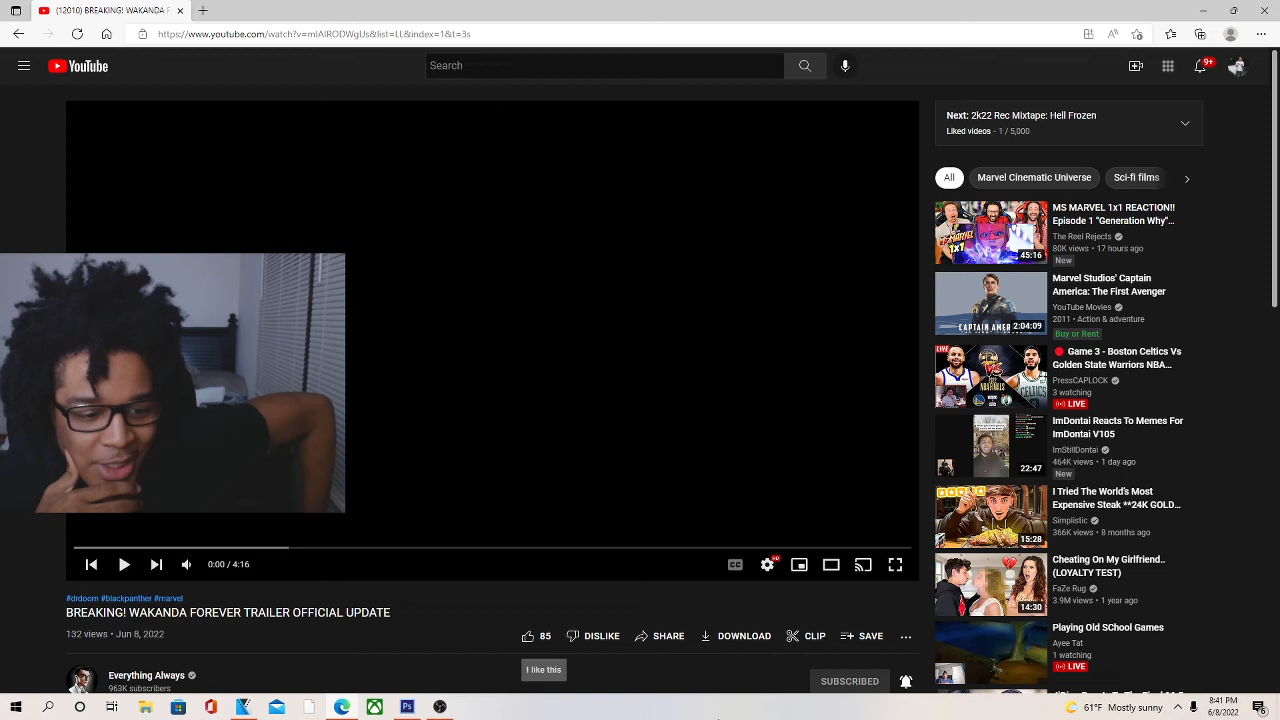 (12010) BREAKING! WAKANDA F
https://www.youtube.com/watch?v=mIAIRODWgUs&list=LL&index=1&t=3s
YouTube
Search
9+
Next: 2k22 Rec Mixtape: Hell Frozen
Liked videos - 1 / 5,000
All
Marvel Cinematic Universe
Sci-fi films
MS MARVEL 1x1 REACTION!!
Episode 1 "Generation Why"...
The Reel Rejects
80K views • 17 hours ago
New
MARVEL
1x1
45:16
Marvel Studios' Captain
America: The First Avenger
YouTube Movies
2011 • Action & adventure
Buy or Rent
CAPTAIN AMER
2:04:09
Game 3 - Boston Celtics Vs
Golden State Warriors NBA...
PressCAPLOCK
3 watching
LIVE
LIVE
VS
ImDontai Reacts To Memes For
ImDontai V105
ImStillDontai
464K views • 1 day ago
New
22:47
I Tried The World's Most
Expensive Steak **24K GOLD...
Simplistic
366K views • 8 months ago
15:28
Cheating On My Girlfriend..
(LOYALTY TEST)
FaZe Rug
3.9M views • 1 year ago
14:30
Playing Old SChool Games
Ayee Tat
1 watching
LIVE
0:00 / 4:16
CC
HD
#drdoom #blackpanther #marvel
BREAKING! WAKANDA FOREVER TRAILER OFFICIAL UPDATE
132 views • Jun 8, 2022
85
DISLIKE
SHARE
DOWNLOAD
CLIP
SAVE
I like this
Everything Always
963K subscribers
SUBSCRIBED
Ps
61°F Mostly sunny
8:41 PM
6/8/2022